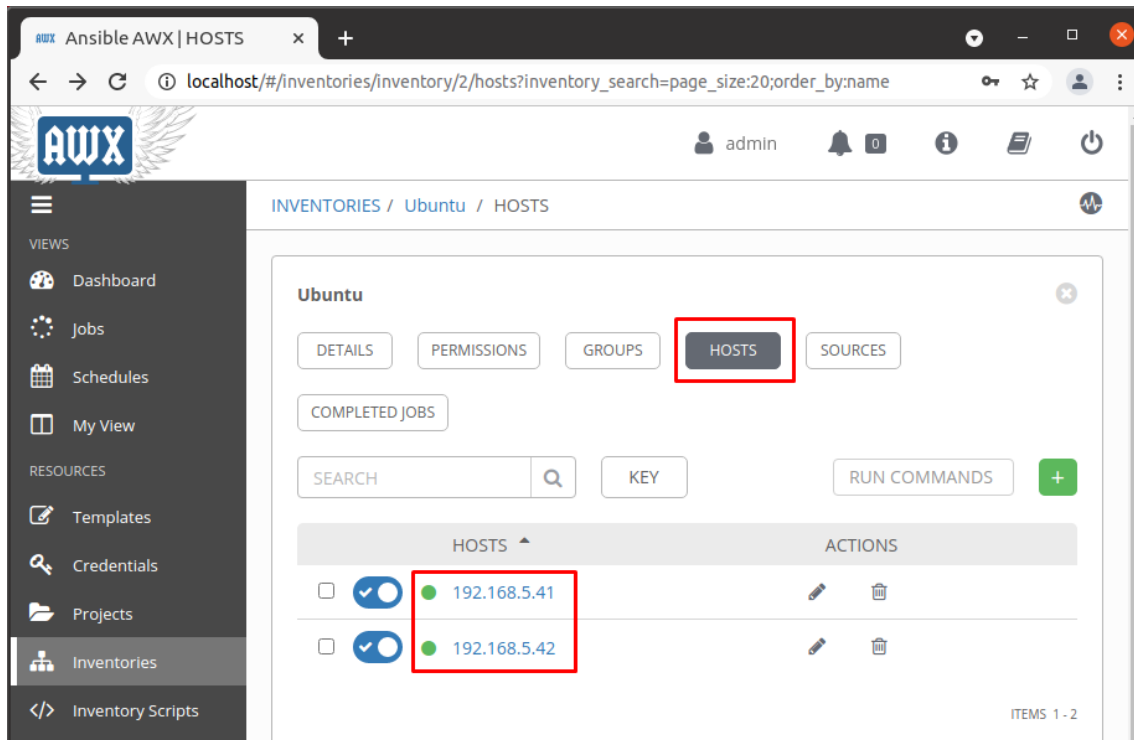 AWX Ansible AWX | HOSTS
localhost/#/inventories/inventory/2/hosts?inventory_search=page_size:20;order_by:name
AWX
admin 0
INVENTORIES / Ubuntu / HOSTS
VIEWS
Dashboard
Jobs
Schedules
My View
RESOURCES
Templates
Credentials
Projects
Inventories
Inventory Scripts
Ubuntu
DETAILS PERMISSIONS GROUPS HOSTS SOURCES
COMPLETED JOBS
SEARCH KEY RUN COMMANDS +
HOSTS ACTIONS
192.168.5.41
192.168.5.42
ITEMS 1 - 2